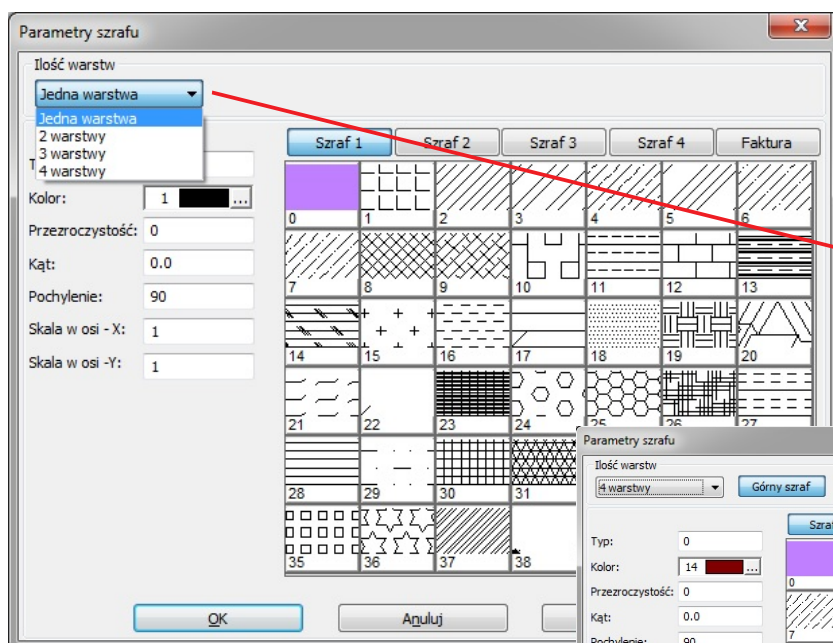 Parametry szrafu
Ilość warstw
Jedna warstwa
Jedna warstwa
2 warstwy
3 warstwy
4 warstwy
Szraf 1 Szraf 2 Szraf 3 Szraf 4 Faktura
Kolor: 1 ...
Przezroczystość: 0
Kąt: 0.0
Pochylenie: 90
Skala w osi - X: 1
Skala w osi -Y: 1
0 1 2 3 4 5 6
7 8 9 10 11 12 13
14 15 16 17 18 19 20
21 22 23 24 25 26 27
28 29 30 31
35 36 37 38
OK Anuluj
Parametry szrafu
Ilość warstw
4 warstwy Górny szraf
Typ: 0
Kolor: 14 ...
Przezroczystość: 0
Kąt: 0.0
Pochylenie: 90
0
7